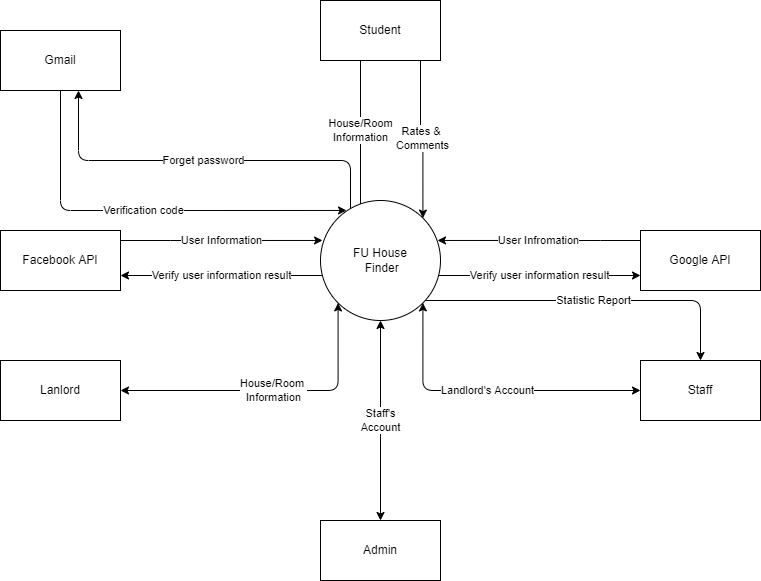 Student
Gmail
House/Room
Information
Rates &
Comments
Forget password
Verification code
User Information
User Infromation
Facebook API
FU House
Finder
Google API
Verify user information result
Verify user information result
Statistic Report
Lanlord
House/Room
Information
Landlord's Account
Staff
Staff's
Account
Admin